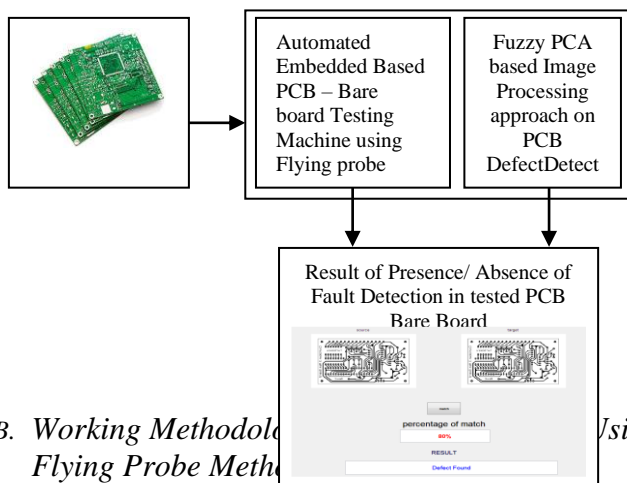 Automated
Embedded Based
PCB – Bare
board Testing
Machine using
Flying probe
Fuzzy PCA
based Image
Processing
approach on
PCB
DefectDetect
Result of Presence/ Absence of
Fault Detection in tested PCB
Bare Board
percentage of match
80%
RESULT
Defect Found
B. Working
Flying Probe